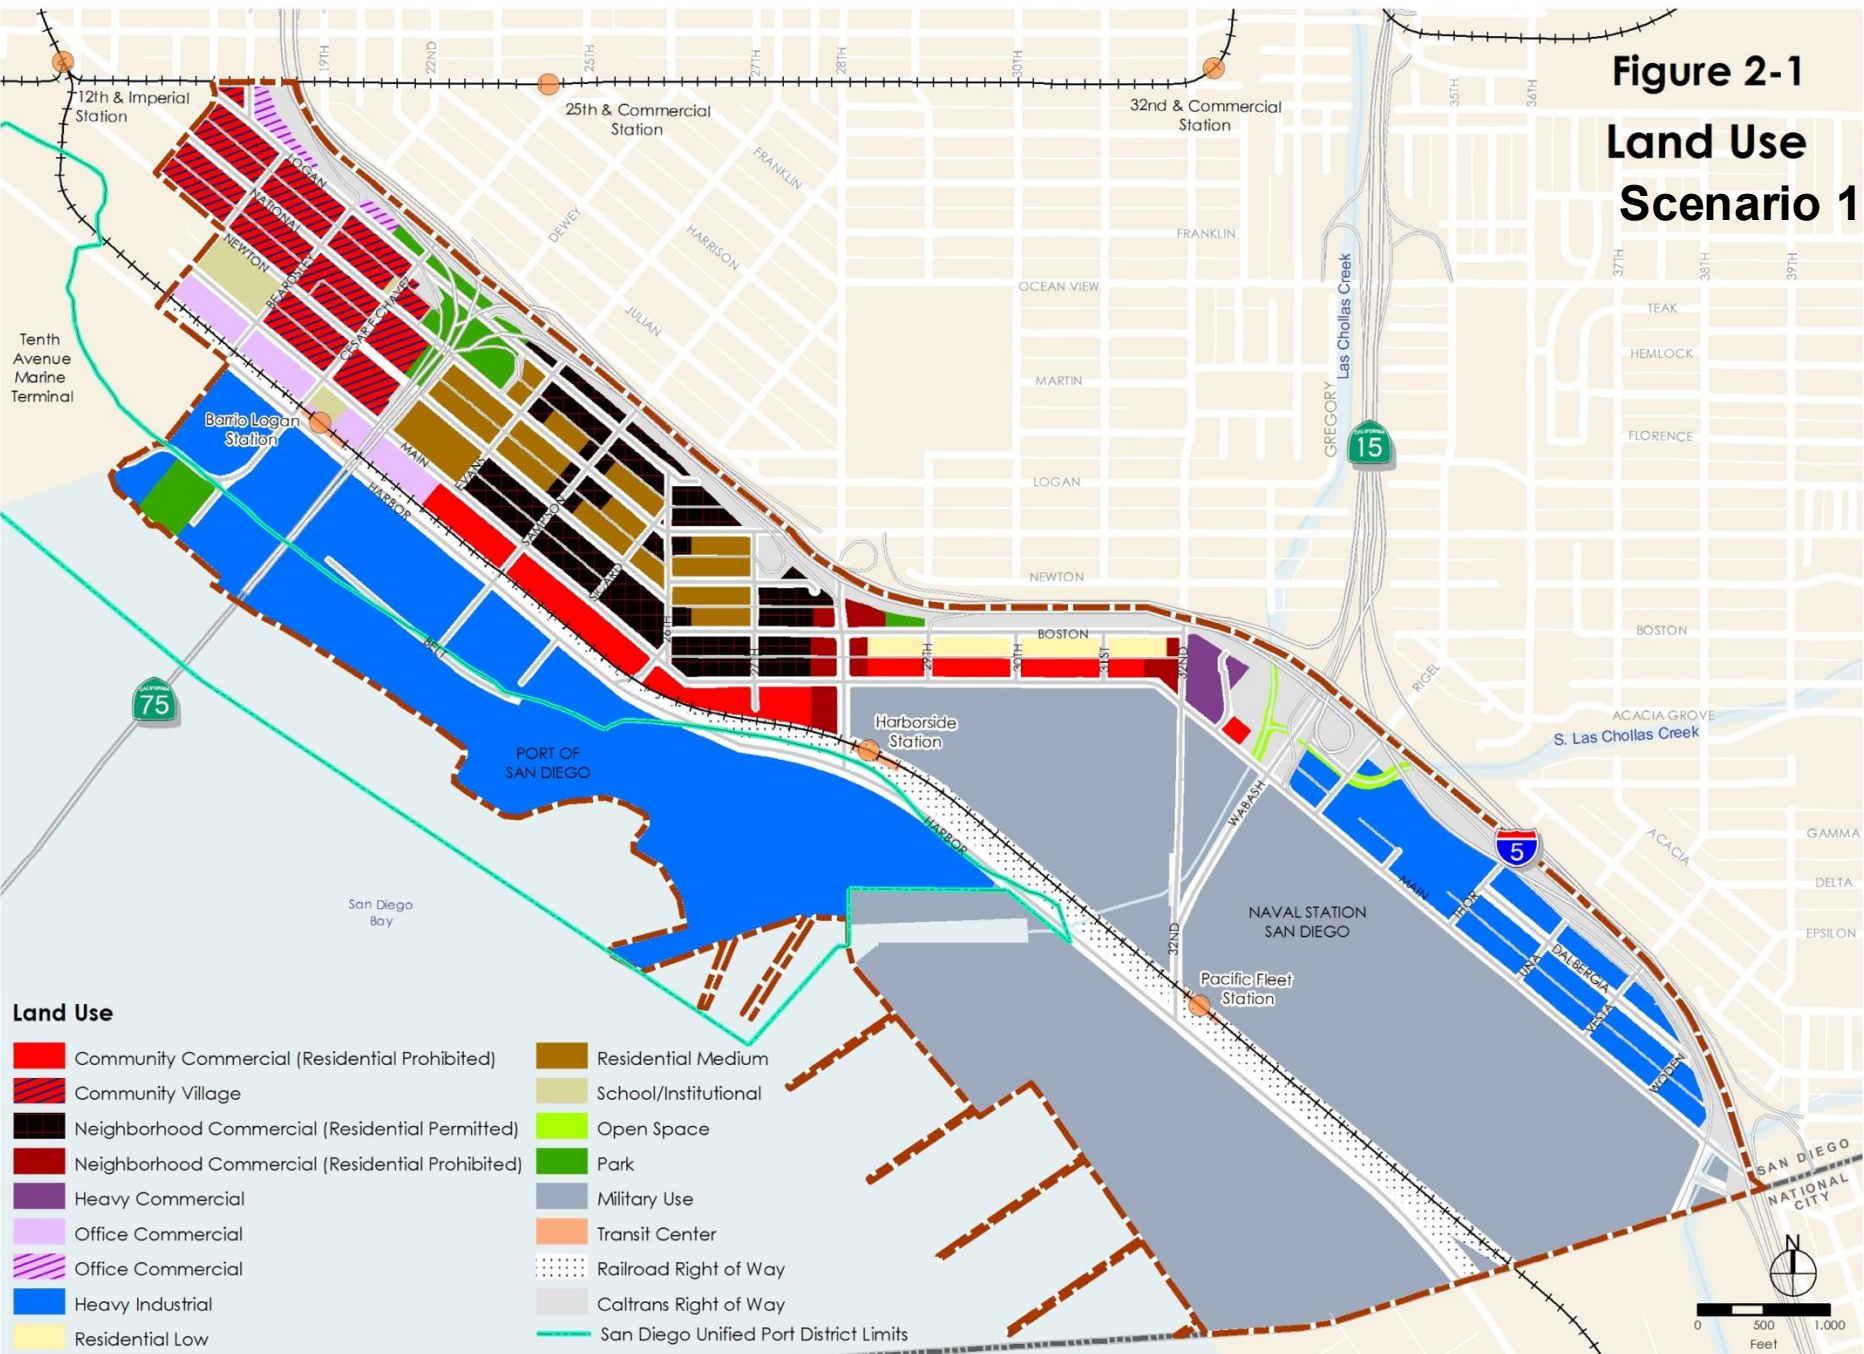 Figure 2-1
Land Use
Scenario 1
19TH
22ND
25TH
27TH
28TH
30TH
35TH
36TH
12th & Imperial
Station
25th & Commercial
Station
32nd & Commercial
Station
FRANKLIN
DEWEY
HARRISON
JULIAN
FRANKLIN
OCEAN VIEW
MARTIN
LOGAN
NEWTON
GREGORY
Las Chollas Creek
37TH
38TH
39TH
TEAK
HEMLOCK
FLORENCE
CALIFORNIA
15
LOGAN
NATIONAL
NEWTON
BEARDSLEY
CESAR E CHAVEZ
Tenth
Avenue
Marine
Terminal
Barrio Logan
Station
MAIN
EVANS
HARBOR
SAMPSON
SICARD
26TH
27TH
BELT
BOSTON
29TH
30TH
31ST
32ND
BOSTON
RIGEL
ACACIA GROVE
S. Las Chollas Creek
CALIFORNIA
75
PORT OF
SAN DIEGO
Harborside
Station
HARBOR
WABASH
32ND
5
ACACIA
GAMMA
DELTA
EPSILON
MAIN
THOR
UNA
DALBERGIA
VESTA
WODEN
San Diego
Bay
NAVAL STATION
SAN DIEGO
Pacific Fleet
Station
SAN DIEGO
NATIONAL
CITY
Land Use
Community Commercial (Residential Prohibited)
Community Village
Neighborhood Commercial (Residential Permitted)
Neighborhood Commercial (Residential Prohibited)
Heavy Commercial
Office Commercial
Office Commercial
Heavy Industrial
Residential Low
Residential Medium
School/Institutional
Open Space
Park
Military Use
Transit Center
Railroad Right of Way
Caltrans Right of Way
San Diego Unified Port District Limits
N
0 500 1,000
Feet